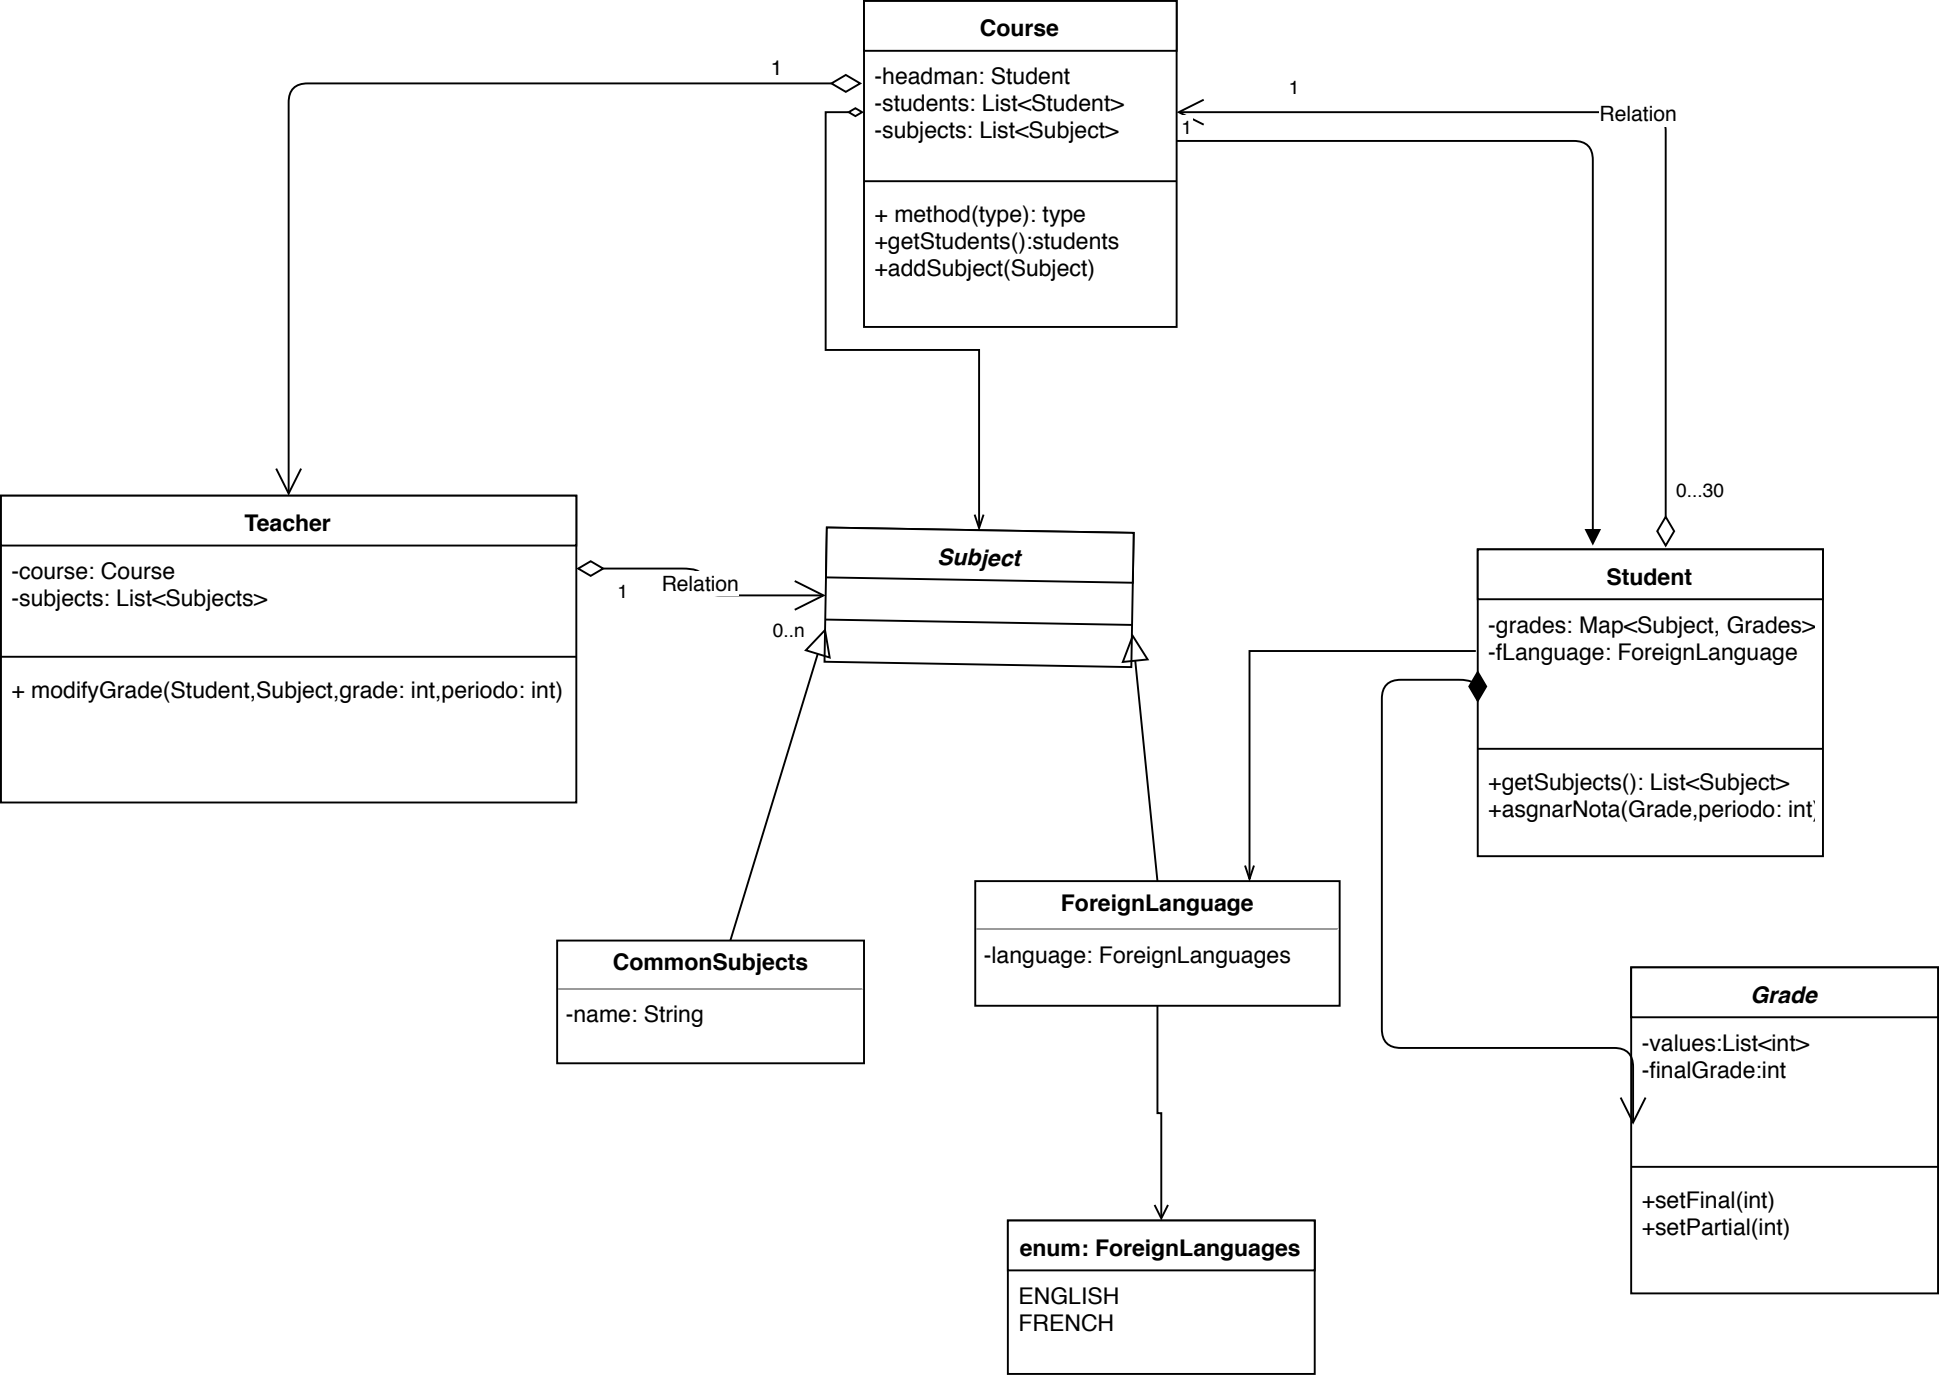 Course
-headman: Student
-students: List<Student>
-subjects: List<Subject>
+ method(type): type
+getStudents():students
+addSubject(Subject)
1
1
Relation
1
0...30
Teacher
-course: Course
-subjects: List<Subjects>
+ modifyGrade(Student,Subject,grade: int,periodo: int)
1
Relation
0..n
Subject
Student
-grades: Map<Subject, Grades>
-fLanguage: ForeignLanguage
+getSubjects(): List<Subject>
+asgnarNota(Grade,periodo: int)
CommonSubjects
-name: String
ForeignLanguage
-language: ForeignLanguages
Grade
-values:List<int>
-finalGrade:int
+setFinal(int)
+setPartial(int)
enum: ForeignLanguages
ENGLISH
FRENCH